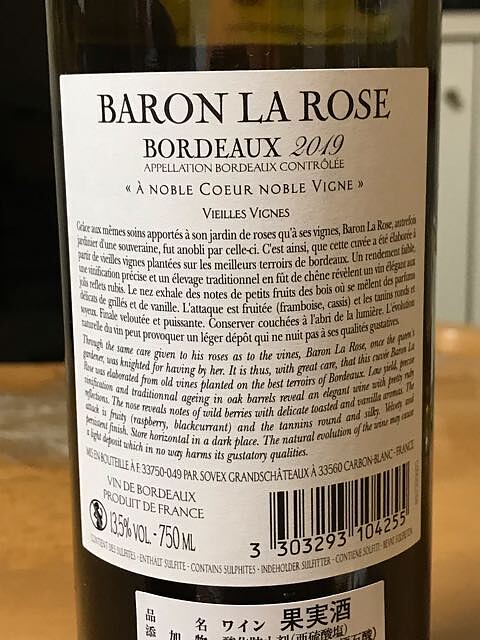 BARON LA ROSE
BORDEAUX 2019
APPELLATION BORDEAUX CONTRÔLÉE
« À NOBLE COEUR NOBLE VIGNE »
VIEILLES VIGNES
Grâce aux mêmes soins apportés à son jardin de roses qu'à ses vignes, Baron La Rose, autrefois
jardinier d'une souveraine, fut anobli par celle-ci. C'est ainsi, que cette cuvée a été élaborée à
partir de vieilles vignes plantées sur les meilleurs terroirs de bordeaux. Un rendement faible,
une vinification précise et un élevage traditionnel en fût de chêne révèlent un vin élégant aux
jolis reflets rubis. Le nez exhale des notes de petits fruits des bois où se mêlent des parfums
délicats de grillés et de vanille. L'attaque est fruitée (framboise, cassis) et les tanins ronds et
soyeux. Finale veloutée et puissante. Conserver couchées à l'abri de la lumière. L'évolution
naturelle du vin peut provoquer un léger dépôt qui ne nuit pas à ses qualités gustatives.
Through the same care given to his roses as to the vines, Baron La Rose, once the queen's
gardener, was knighted for having by her. It is thus, with great care, that this cuvée Baron La
Rose was elaborated from old vines planted on the best terroirs of Bordeaux. Low yield, precise
vinification and traditionnal ageing in oak barrels reveal an elegant wine with pretty ruby
reflections. The nose reveals notes of wild berries with delicate toasted and vanilla aromas. The
attack is fruity (raspberry, blackcurrant) and the tannins round and silky. Velvety and
persistent finish. Store horizontal in a dark place. The natural evolution of the wine may cause
a light deposit which in no way harms its gustatory qualities.
MIS EN BOUTEILLE À F 33750-049 PAR SOVEX GRANDSCHÂTEAUX À 33560 CARBON-BLANC - FRANCE
VIN DE BORDEAUX
PRODUIT DE FRANCE
13,5% VOL. - 750 ML
3 303293 104255
CONTIENT DES SULFITES - ENTHÄLT SULFITE - CONTAINS SULPHITES - INDEHOLDER SULFITTER - CONTIENE SOLFITI - BEVAT SULFIETEN
品 名 ワイン 果実酒